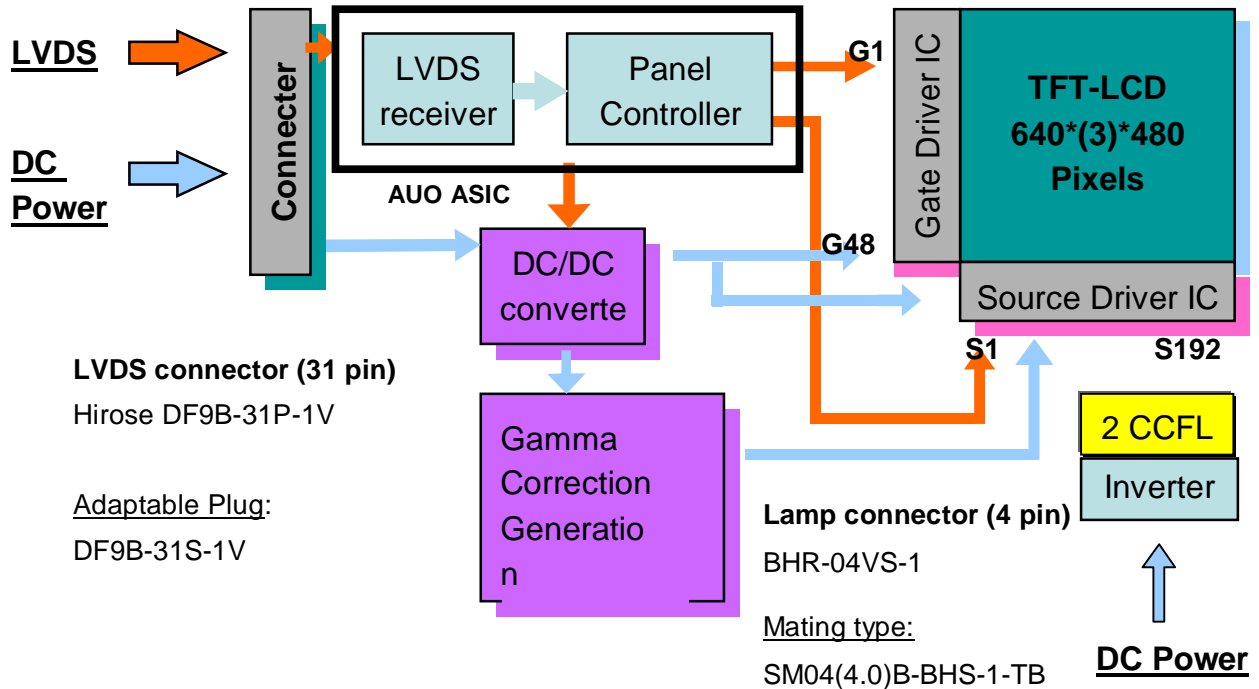 LVDS
DC
Power
Connecter
LVDS
receiver
Panel
Controller
AUO ASIC
G1
G48
Gate Driver IC
TFT-LCD
640*(3)*480
Pixels
Source Driver IC
S1
S192
DC/DC
converte
Gamma
Correction
Generatio
n
LVDS connector (31 pin)
Hirose DF9B-31P-1V
Adaptable Plug:
DF9B-31S-1V
2 CCFL
Inverter
Lamp connector (4 pin)
BHR-04VS-1
Mating type:
SM04(4.0)B-BHS-1-TB
DC Power